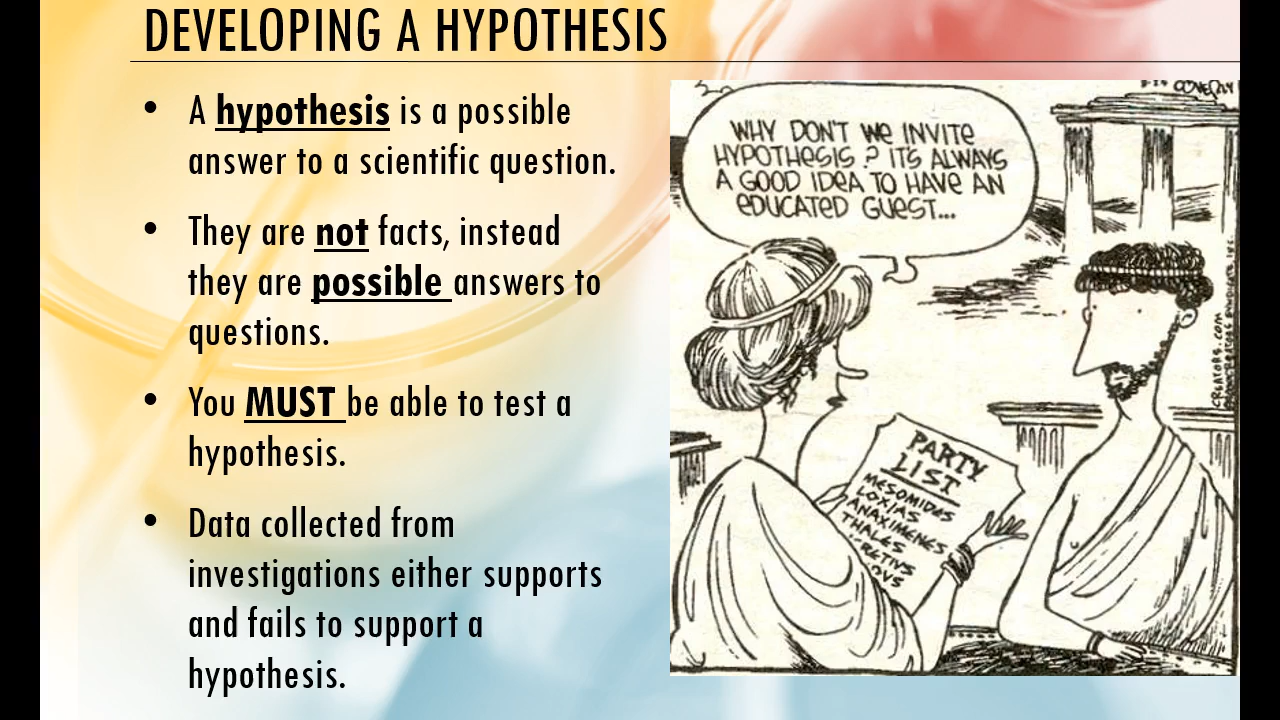 DEVELOPING A HYPOTHESIS
• A hypothesis is a possible
answer to a scientific question.
• They are not facts, instead
they are possible answers to
questions.
• You MUST be able to test a
hypothesis.
• Data collected from
investigations either supports
and fails to support a
hypothesis.
WHY DON'T WE INVITE
HYPOTHESIS? ITS ALWAYS
A GOOD IDEA TO HAVE AN
EDUCATED GUEST...
PARTY
LIST
MESOMIDES
LOXIAS
ANAXIMENES
THALES
CREATORS.COM